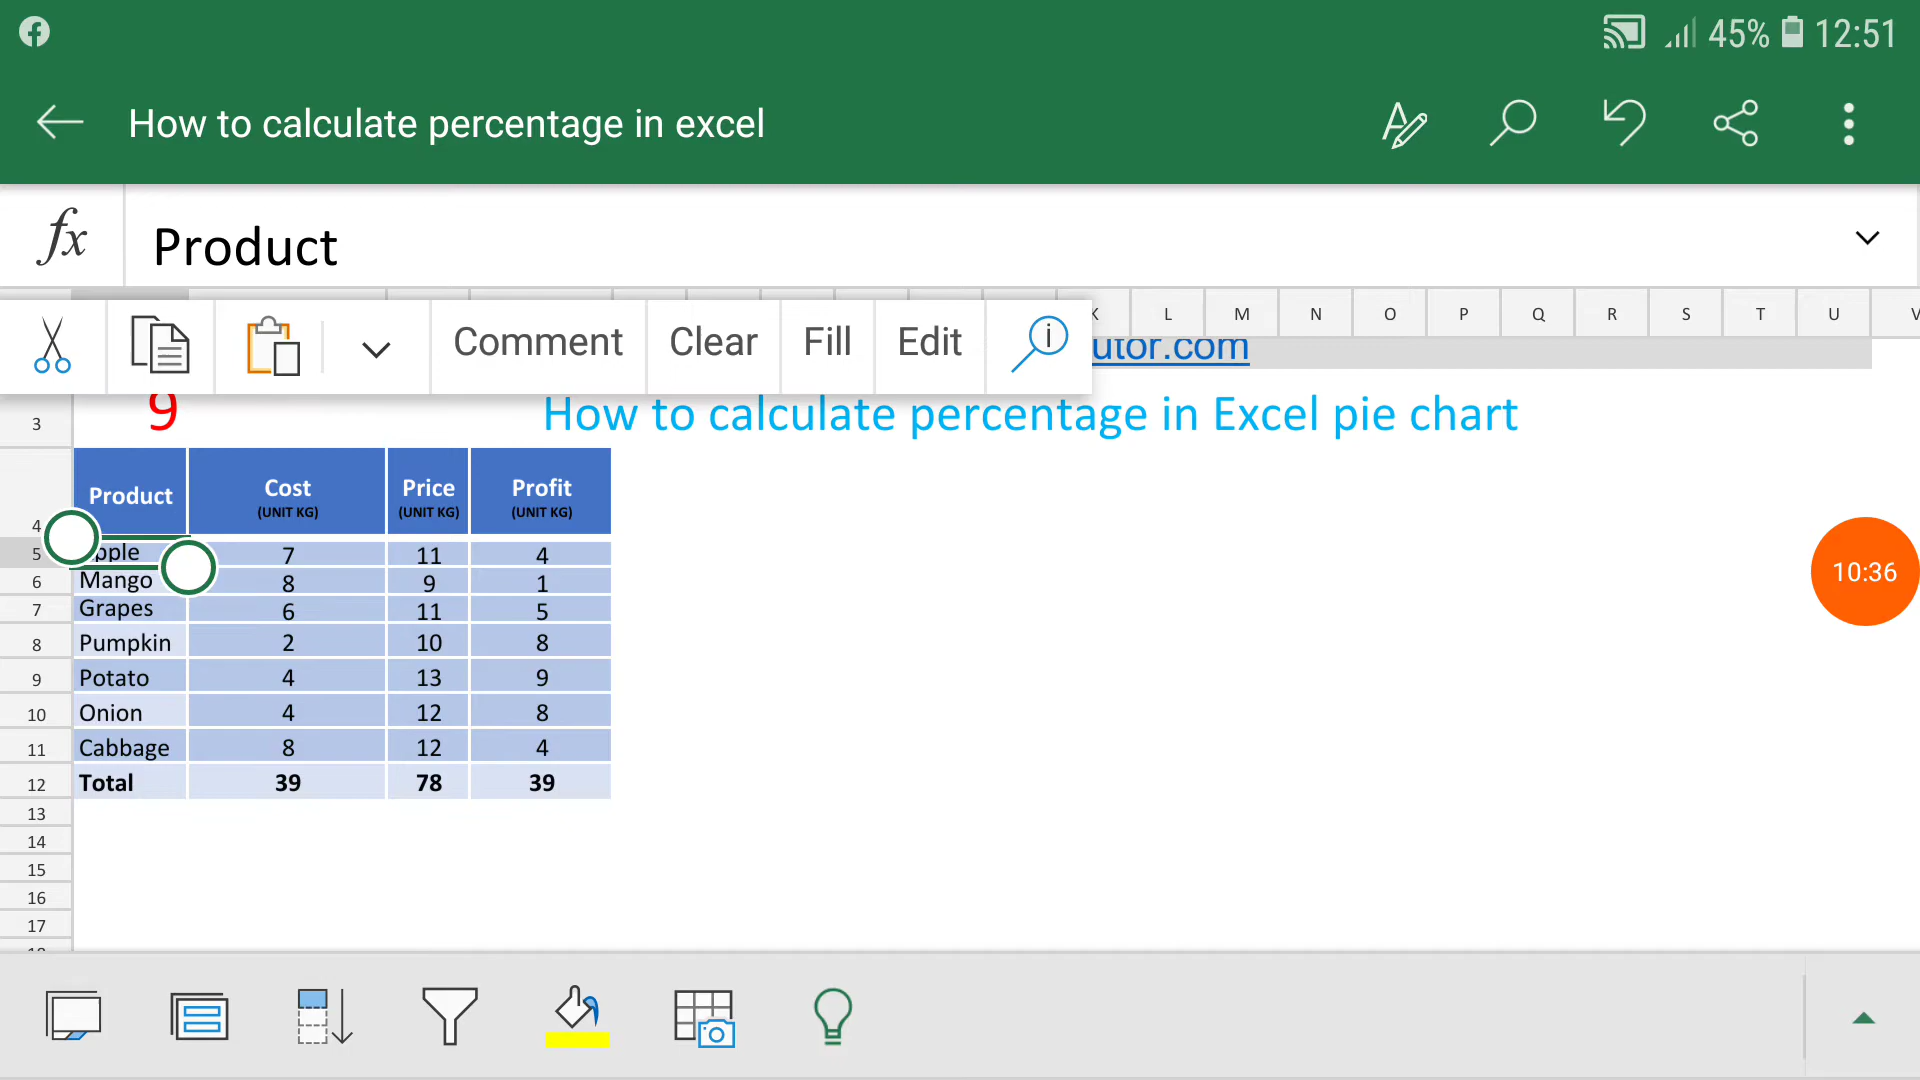 45% 12:51
How to calculate percentage in excel
fx Product
K L M N O P Q R S T U V
Comment Clear Fill Edit
utor.com
3 9 How to calculate percentage in Excel pie chart
Product Cost Price Profit
(UNIT KG) (UNIT KG) (UNIT KG)
4
5 pple 7 11 4
6 Mango 8 9 1
7 Grapes 6 11 5
8 Pumpkin 2 10 8
9 Potato 4 13 9
10 Onion 4 12 8
11 Cabbage 8 12 4
12 Total 39 78 39
13
14
15
16
17
10:36